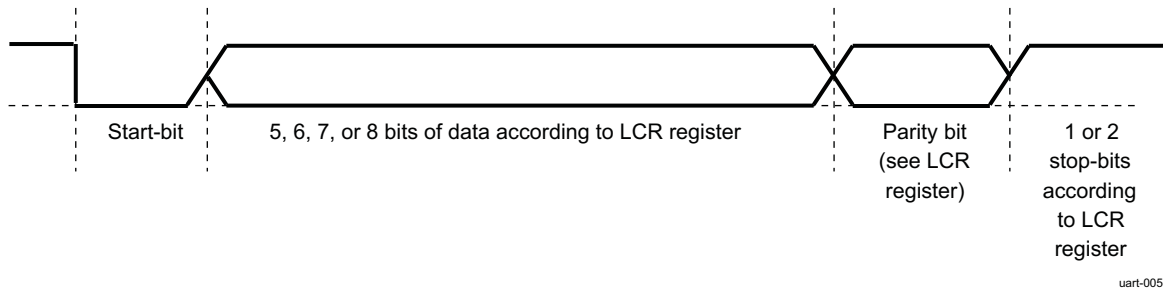 Start-bit
5, 6, 7, or 8 bits of data according to LCR register
Parity bit
(see LCR
register)
1 or 2
stop-bits
according
to LCR
register
uart-005